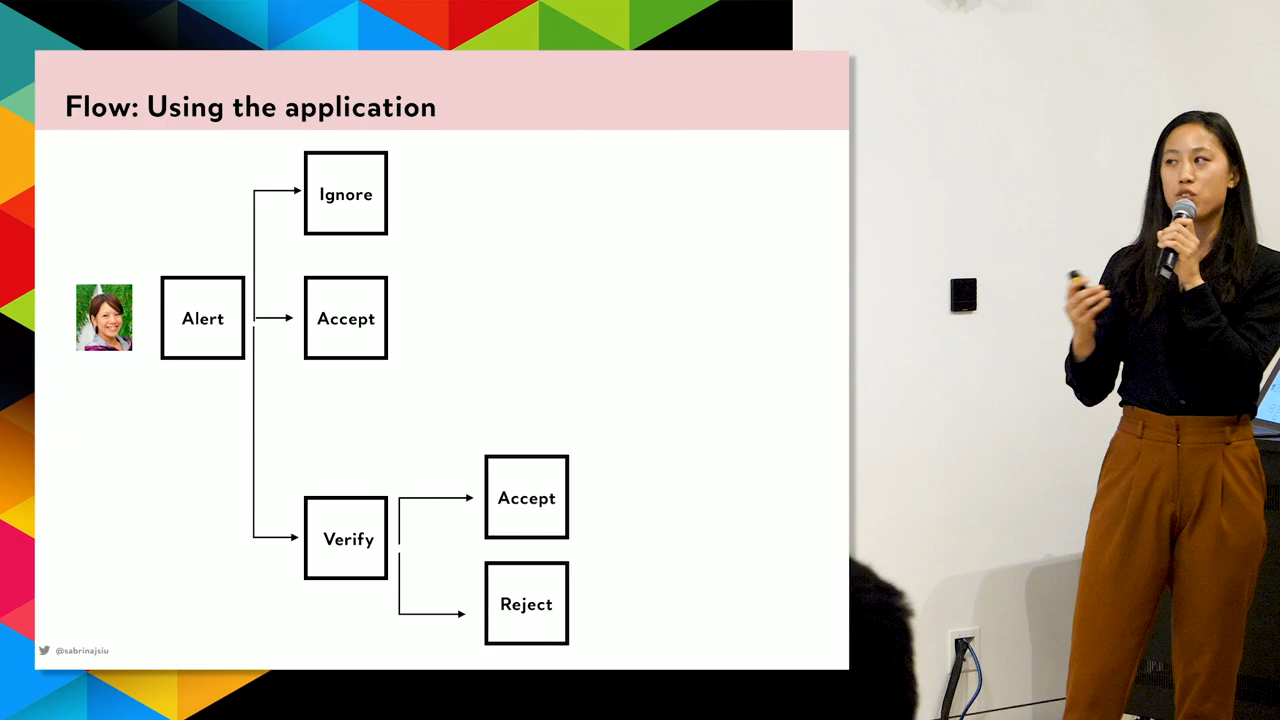 Flow: Using the application
Ignore
Alert
Accept
Verify
Accept
Reject
@sabrinajsiu